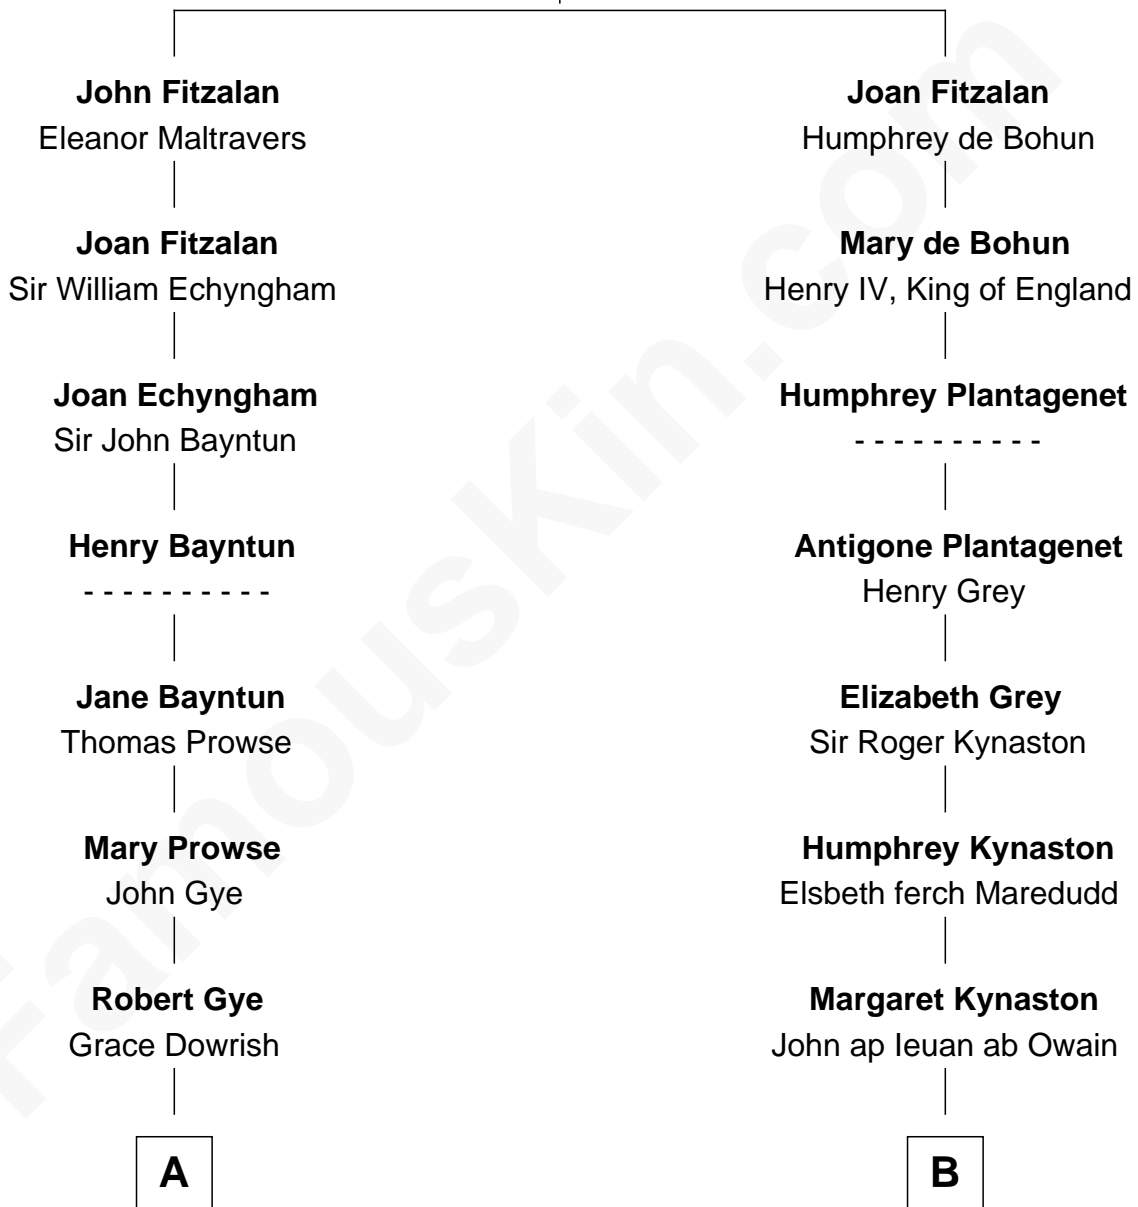 John Fitzalan
Eleanor Maltravers
Joan Fitzalan
Sir William Echyngham
Joan Echyngham
Sir John Bayntun
Henry Bayntun
- - - - - - - - - -
Jane Bayntun
Thomas Prowse
Mary Prowse
John Gye
Robert Gye
Grace Dowrish
A
Joan Fitzalan
Humphrey de Bohun
Mary de Bohun
Henry IV, King of England
Humphrey Plantagenet
- - - - - - - - - -
Antigone Plantagenet
Henry Grey
Elizabeth Grey
Sir Roger Kynaston
Humphrey Kynaston
Elsbeth ferch Maredudd
Margaret Kynaston
John ap Ieuan ab Owain
B
FamousKin.com